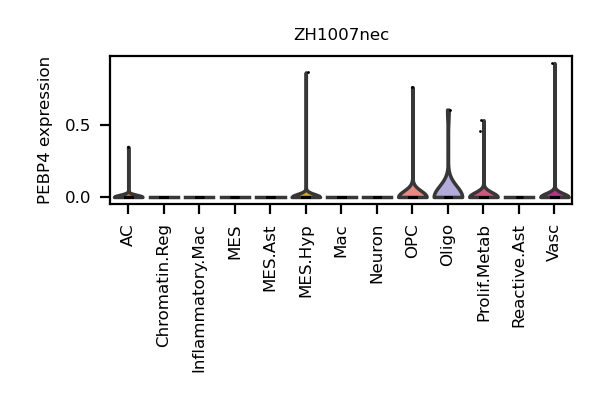 ZH1007nec
PEBP4 expression
0.5
0.0
AC
Chromatin.Reg
Inflammatory.Mac
MES
MES.Ast
MES.Hyp
Mac
Neuron
OPC
Oligo
Prolif.Metab
Reactive.Ast
Vasc